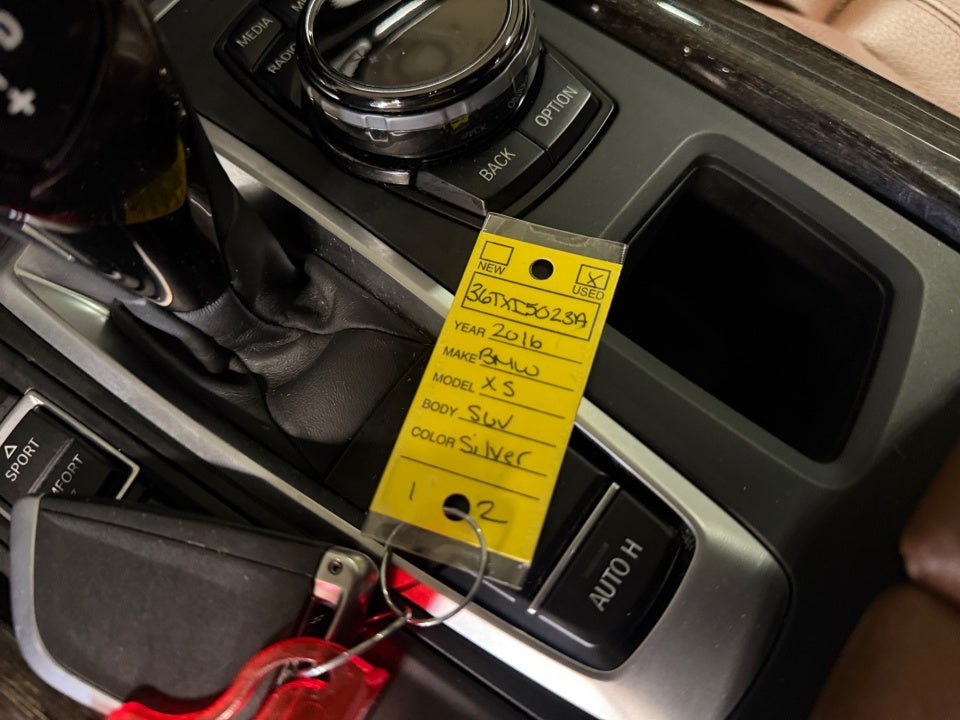 MEDIA
RADIO
OPTION
BACK
NEW
X
USED
36TXI5023A
YEAR 2016
MAKE BMW
MODEL X5
BODY SUV
COLOR Silver
1 2
SPORT
AUTO H